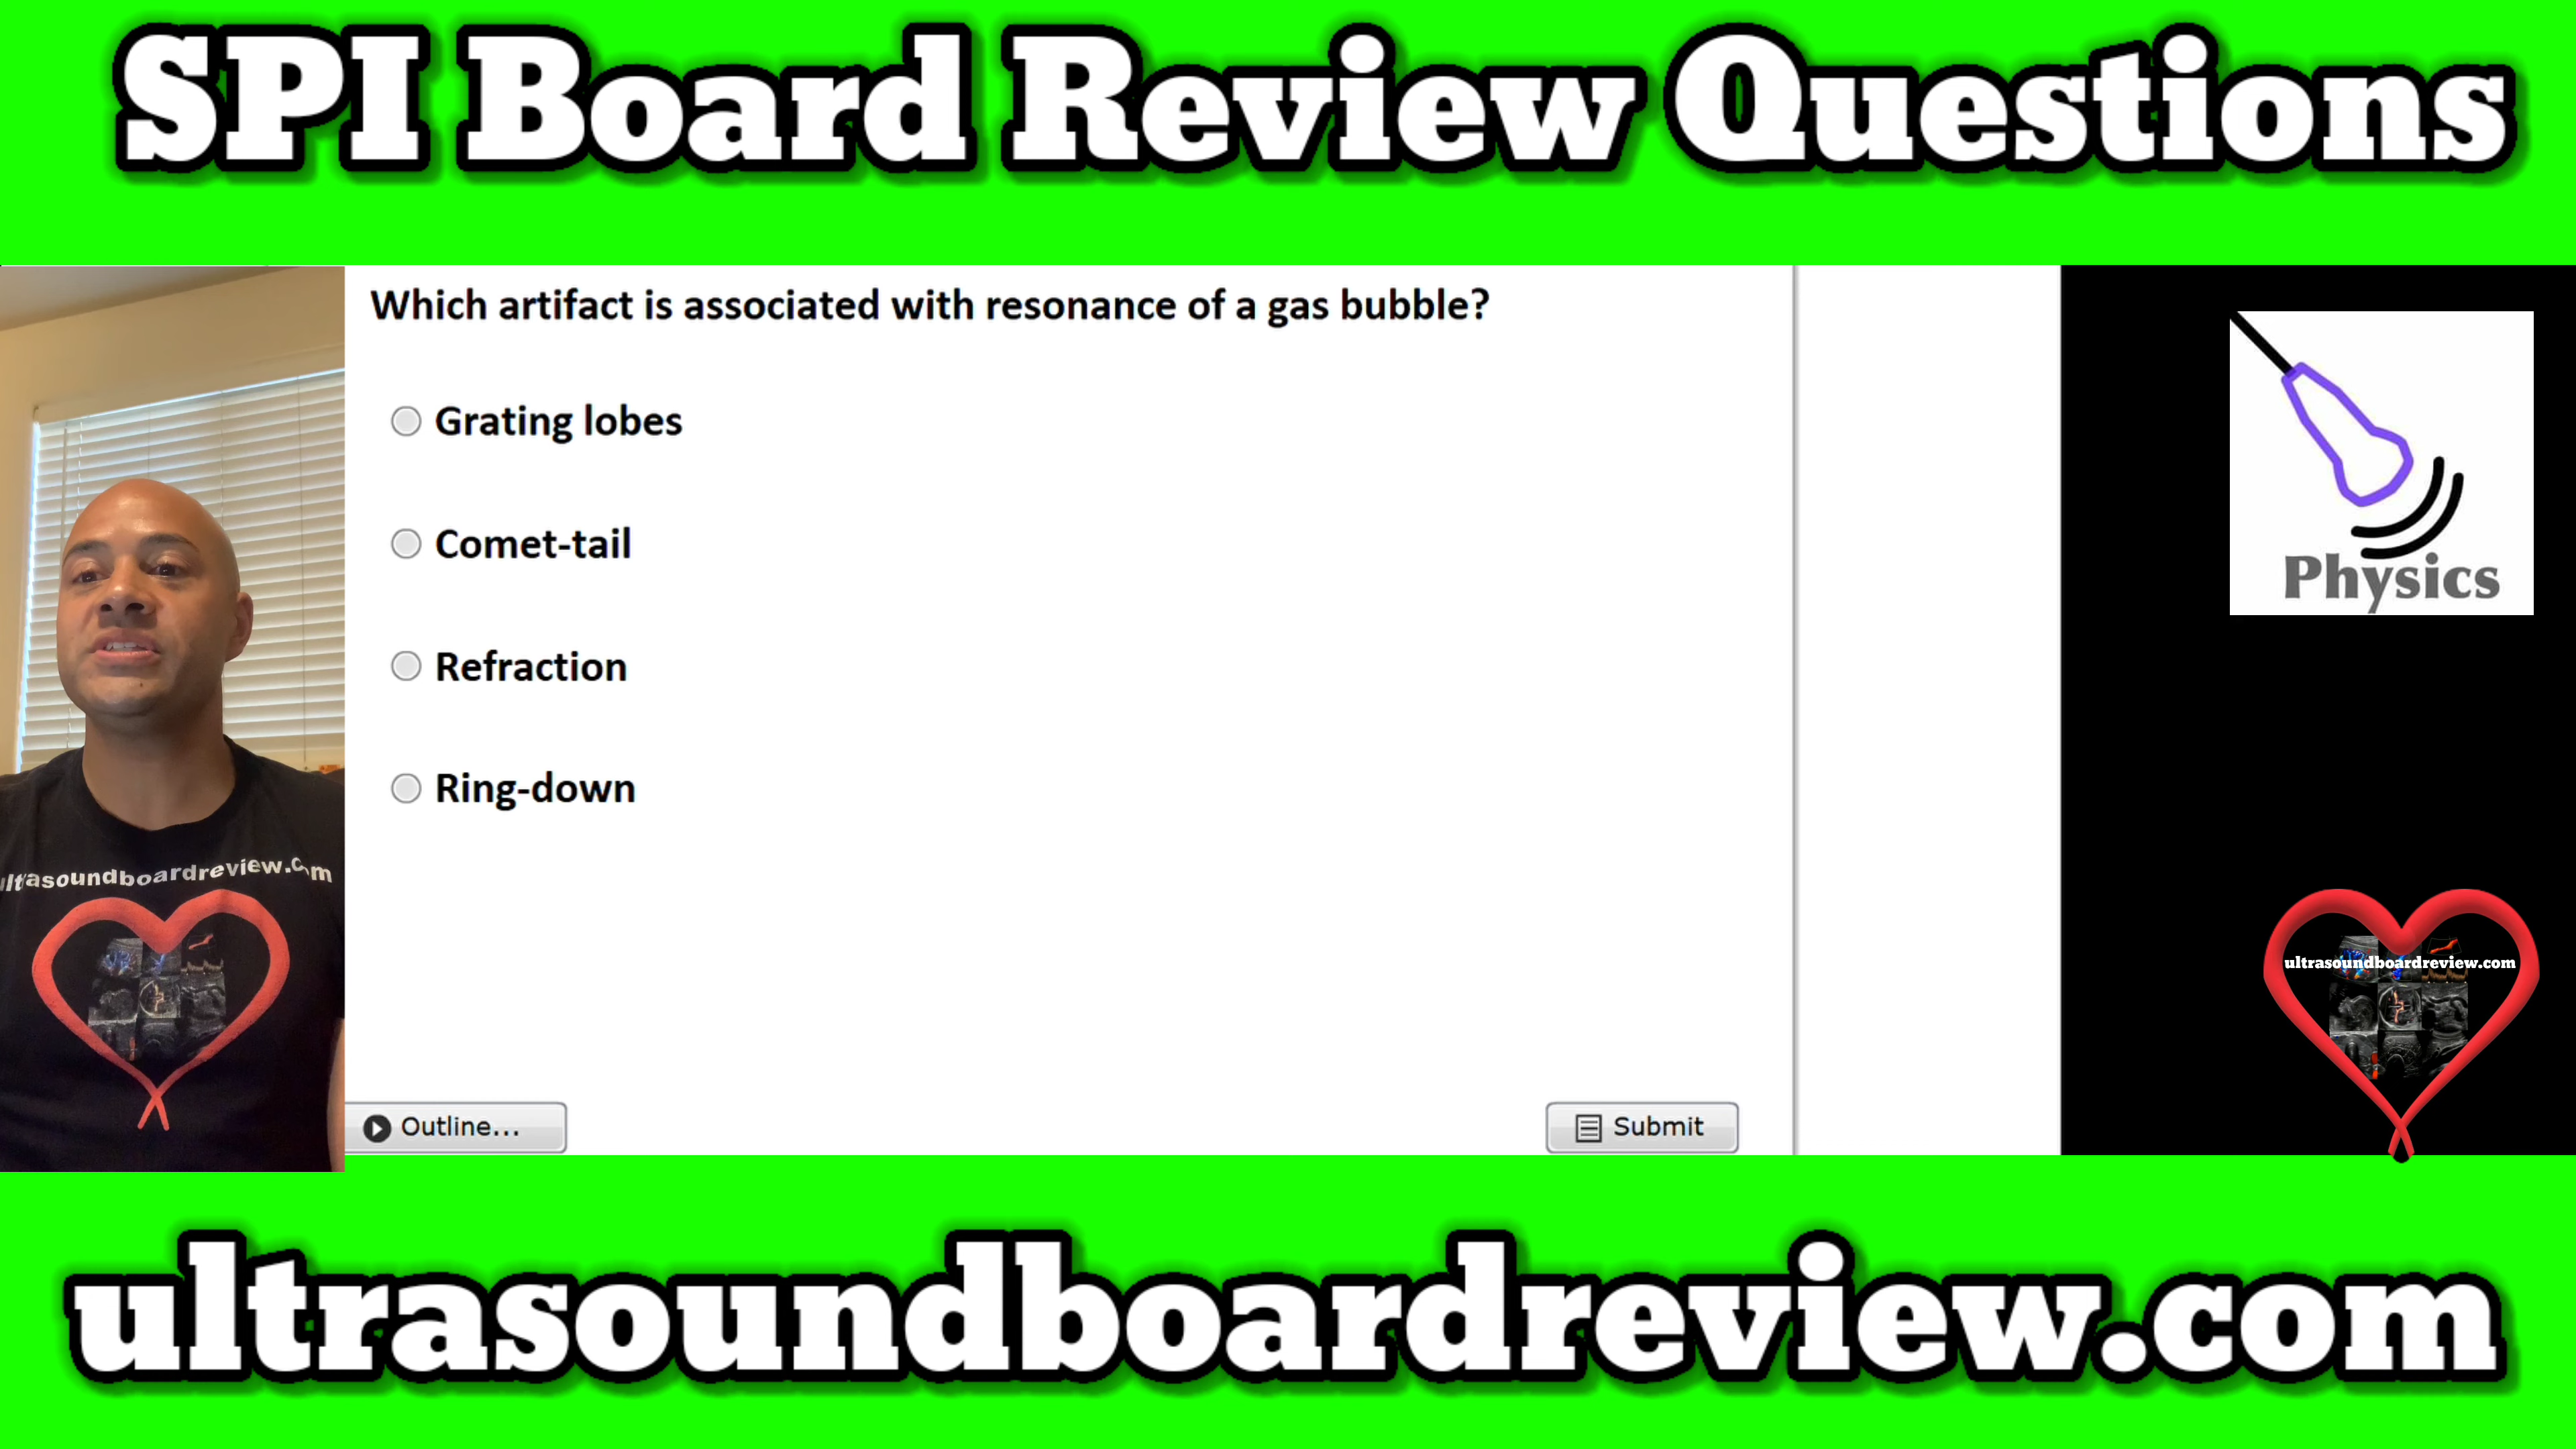 SPI Board Review Questions
Which artifact is associated with resonance of a gas bubble?
Grating lobes
Comet-tail
Refraction
Ring-down
Outline...
Submit
Physics
ultrasoundboardreview.com
ultrasoundboardreview.com